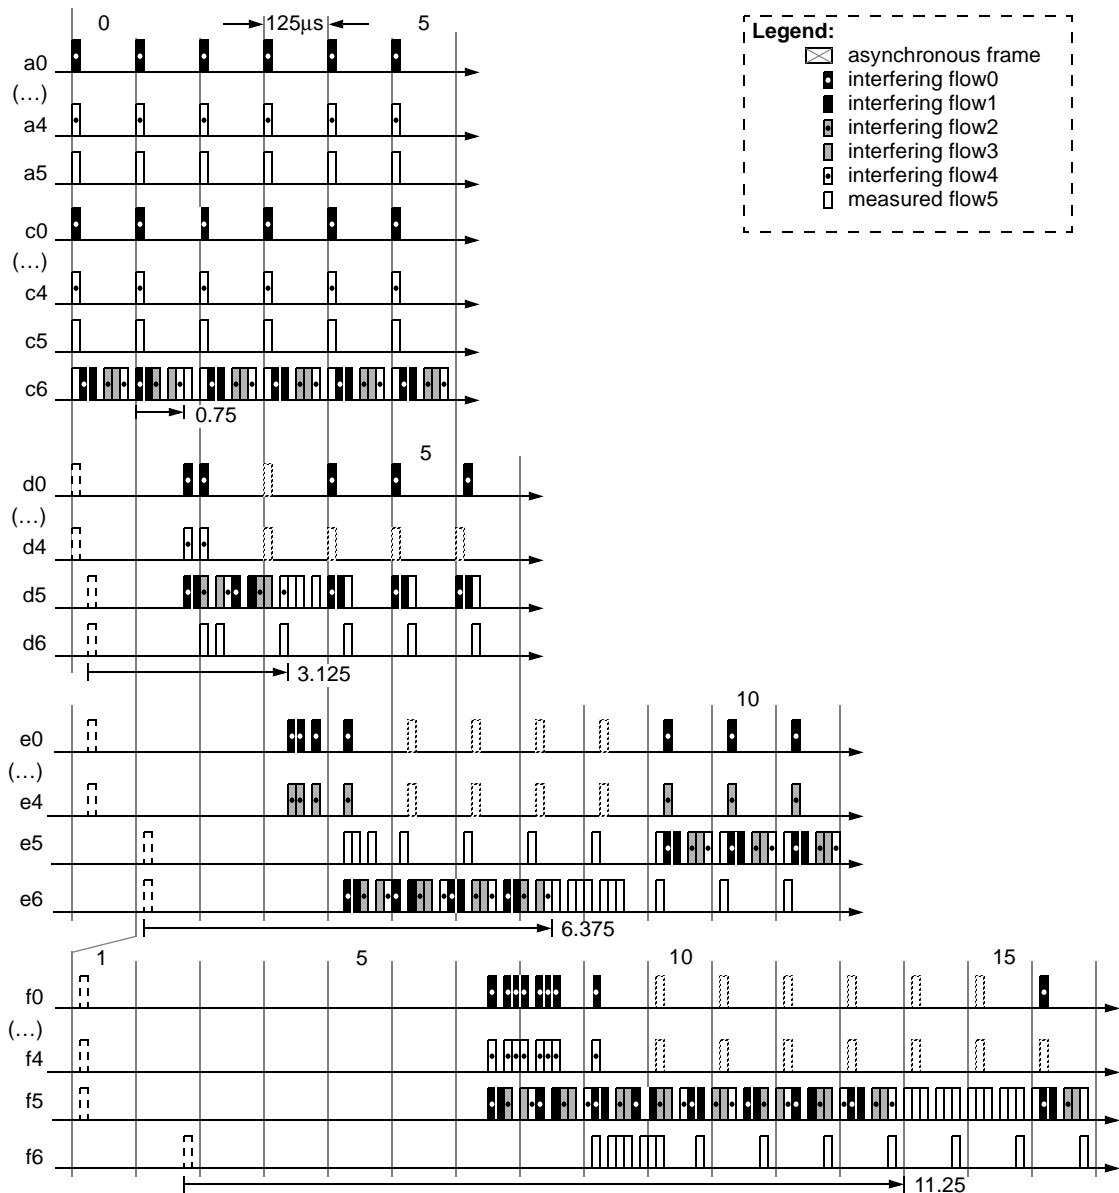 0 125μs 5
Legend:
asynchronous frame
interfering flow0
interfering flow1
interfering flow2
interfering flow3
interfering flow4
measured flow5
a0
(...)
a4
a5
c0
(...)
c4
c5
c6
0.75
5
d0
(...)
d4
d5
d6
3.125
10
e0
(...)
e4
e5
e6
6.375
1 5 10 15
f0
(...)
f4
f5
f6
11.25